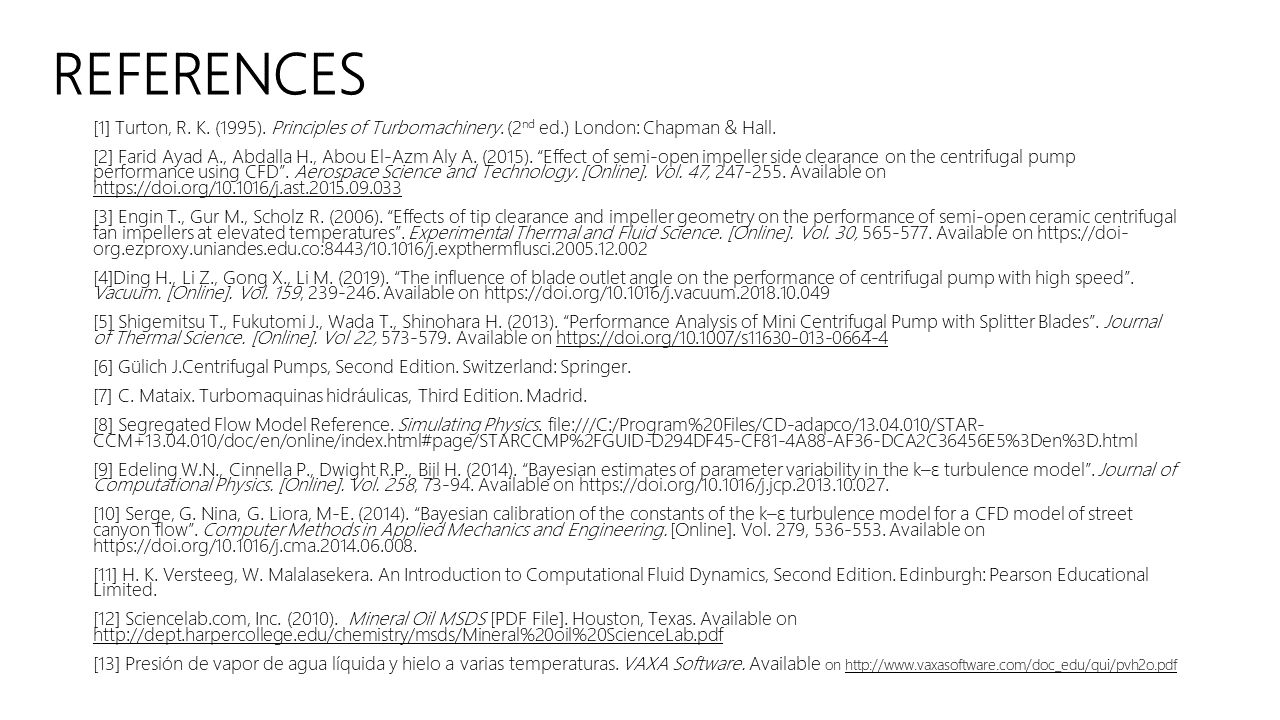 REFERENCES
[1] Turton, R. K. (1995). Principles of Turbomachinery. (2nd ed.) London: Chapman & Hall.
[2] Farid Ayad A., Abdalla H., Abou El-Azm Aly A. (2015). “Effect of semi-open impeller side clearance on the centrifugal pump
performance using CFD”. Aerospace Science and Technology. [Online]. Vol. 47, 247-255. Available on
https://doi.org/10.1016/j.ast.2015.09.033
[3] Engin T., Gur M., Scholz R. (2006). “Effects of tip clearance and impeller geometry on the performance of semi-open ceramic centrifugal
fan impellers at elevated temperatures”. Experimental Thermal and Fluid Science. [Online]. Vol. 30, 565-577. Available on https://doi-
org.ezproxy.uniandes.edu.co:8443/10.1016/j.expthermflusci.2005.12.002
[4]Ding H., Li Z., Gong X., Li M. (2019). “The influence of blade outlet angle on the performance of centrifugal pump with high speed”.
Vacuum. [Online]. Vol. 159, 239-246. Available on https://doi.org/10.1016/j.vacuum.2018.10.049
[5] Shigemitsu T., Fukutomi J., Wada T., Shinohara H. (2013). “Performance Analysis of Mini Centrifugal Pump with Splitter Blades”. Journal
of Thermal Science. [Online]. Vol 22, 573-579. Available on https://doi.org/10.1007/s11630-013-0664-4
[6] Gülich J.Centrifugal Pumps, Second Edition. Switzerland: Springer.
[7] C. Mataix. Turbomaquinas hidráulicas, Third Edition. Madrid.
[8] Segregated Flow Model Reference. Simulating Physics. file:///C:/Program%20Files/CD-adapco/13.04.010/STAR-
CCM+13.04.010/doc/en/online/index.html#page/STARCCMP%2FGUID-D294DF45-CF81-4A88-AF36-DCA2C36456E5%3Den%3D.html
[9] Edeling W.N., Cinnella P., Dwight R.P., Bijl H. (2014). “Bayesian estimates of parameter variability in the k–ε turbulence model”. Journal of
Computational Physics. [Online]. Vol. 258, 73-94. Available on https://doi.org/10.1016/j.jcp.2013.10.027.
[10] Serge, G. Nina, G. Liora, M-E. (2014). “Bayesian calibration of the constants of the k–ε turbulence model for a CFD model of street
canyon flow”. Computer Methods in Applied Mechanics and Engineering. [Online]. Vol. 279, 536-553. Available on
https://doi.org/10.1016/j.cma.2014.06.008.
[11] H. K. Versteeg, W. Malalasekera. An Introduction to Computational Fluid Dynamics, Second Edition. Edinburgh: Pearson Educational
Limited.
[12] Sciencelab.com, Inc. (2010). Mineral Oil MSDS [PDF File]. Houston, Texas. Available on
http://dept.harpercollege.edu/chemistry/msds/Mineral%20oil%20ScienceLab.pdf
[13] Presión de vapor de agua líquida y hielo a varias temperaturas. VAXA Software. Available on http://www.vaxasoftware.com/doc_edu/qui/pvh2o.pdf